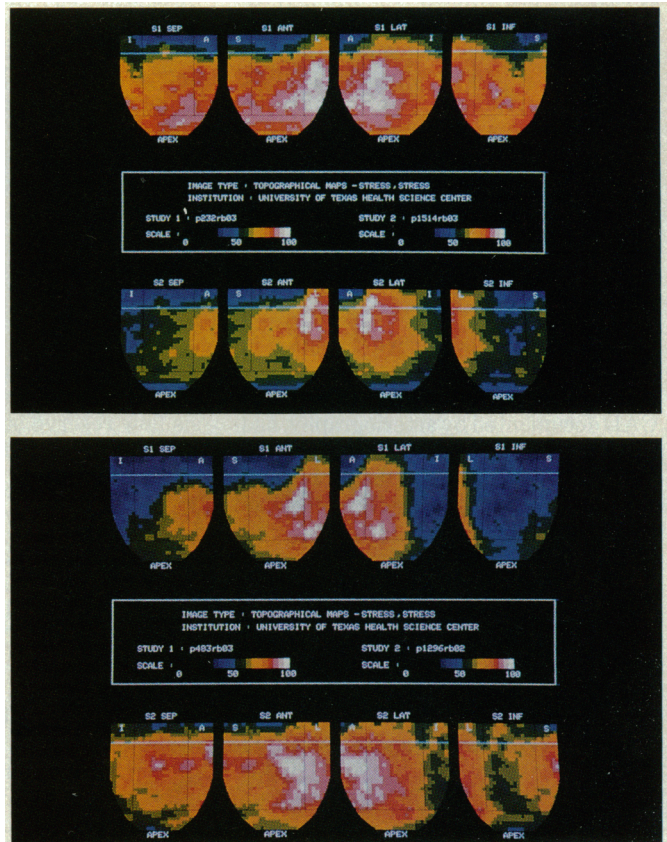 S1 SEP S1 ANT S1 LAT S1 INF
I A S L A I L S
APEX APEX APEX APEX
IMAGE TYPE : TOPOGRAPHICAL MAPS - STRESS, STRESS
INSTITUTION : UNIVERSITY OF TEXAS HEALTH SCIENCE CENTER
STUDY 1 : p232rb03 STUDY 2 : p1514rb03
SCALE : SCALE :
0 50 100 0 50 100
S2 SEP S2 ANT S2 LAT S2 INF
I A S L A I L S
APEX APEX APEX APEX
S1 SEP S1 ANT S1 LAT S1 INF
I A S L A I L S
APEX APEX APEX APEX
IMAGE TYPE : TOPOGRAPHICAL MAPS - STRESS, STRESS
INSTITUTION : UNIVERSITY OF TEXAS HEALTH SCIENCE CENTER
STUDY 1 : p483rb03 STUDY 2 : p1296rb02
SCALE : SCALE :
0 50 100 0 50 100
S2 SEP S2 ANT S2 LAT S2 INF
I A S L A I L S
APEX APEX APEX APEX